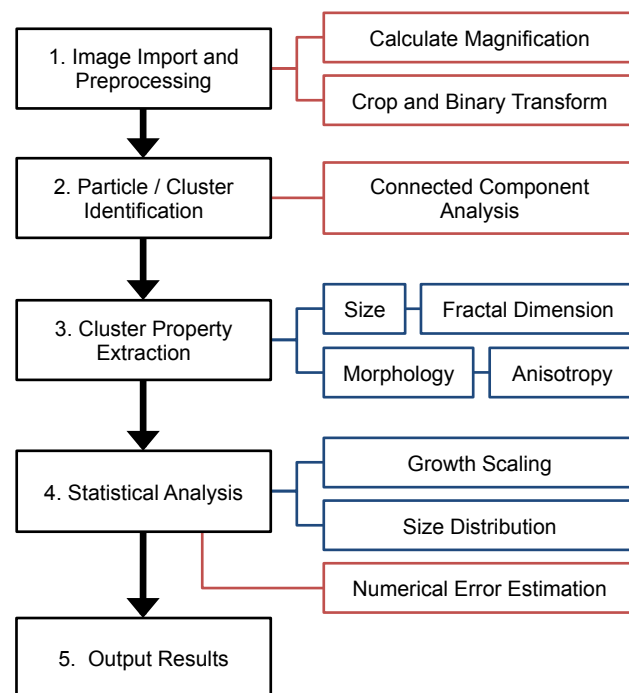 1. Image Import and
Preprocessing
Calculate Magnification
Crop and Binary Transform
2. Particle / Cluster
Identification
Connected Component
Analysis
3. Cluster Property
Extraction
Size
Fractal Dimension
Morphology
Anisotropy
4. Statistical Analysis
Growth Scaling
Size Distribution
Numerical Error Estimation
5. Output Results